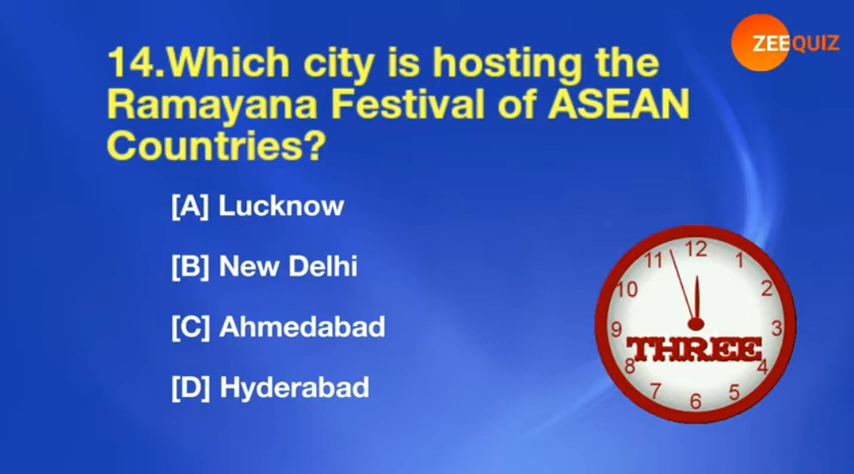 ZEEQUIZ
14.Which city is hosting the
Ramayana Festival of ASEAN
Countries?
[A] Lucknow
[B] New Delhi
[C] Ahmedabad
[D] Hyderabad
12
11 1
10 2
9 3
THREE
8 4
7 5
6